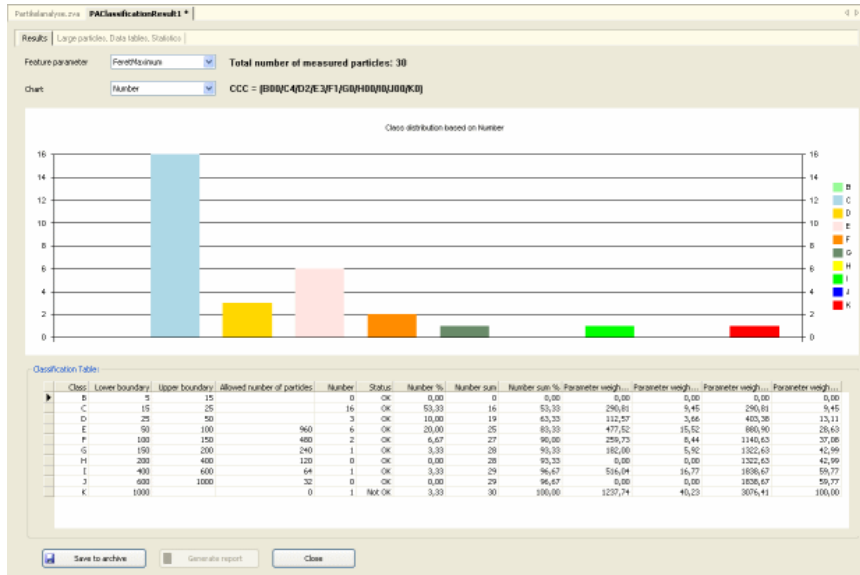 Partikelanalyse.zva PAClassificationResult1 *
Results Large particles, Data tables, Statistics
Feature parameter FeretMaximum Total number of measured particles: 30
Chart Number CCC = [B00/C4/D2/E3/F1/G0/H00/I0/J00/K0]
Class distribution based on Number
16 16
14 14
12 12
10 10
8 8
6 6
4 4
2 2
0 0
B
C
D
E
F
G
H
I
J
K
Classification Table:
Class Lower boundary Upper boundary Allowed number of particles Number Status Number % Number sum Number sum % Parameter weigh... Parameter weigh... Parameter weigh... Parameter weigh...
B 5 15 0 OK 0,00 0 0,00 0,00 0,00 0,00 0,00
C 15 25 16 OK 53,33 16 53,33 290,81 9,45 290,81 9,45
D 25 50 3 OK 10,00 19 63,33 112,57 3,66 403,38 13,11
E 50 100 960 6 OK 20,00 25 83,33 477,52 15,52 880,90 28,63
F 100 150 480 2 OK 6,67 27 90,00 259,73 8,44 1140,63 37,08
G 150 200 240 1 OK 3,33 28 93,33 182,00 5,92 1322,63 42,99
H 200 400 120 0 OK 0,00 28 93,33 0,00 0,00 1322,63 42,99
I 400 600 64 1 OK 3,33 29 96,67 516,04 16,77 1838,67 59,77
J 600 1000 32 0 OK 0,00 29 96,67 0,00 0,00 1838,67 59,77
K 1000 0 1 Not OK 3,33 30 100,00 1237,74 40,23 3076,41 100,00
Save to archive Generate report Close